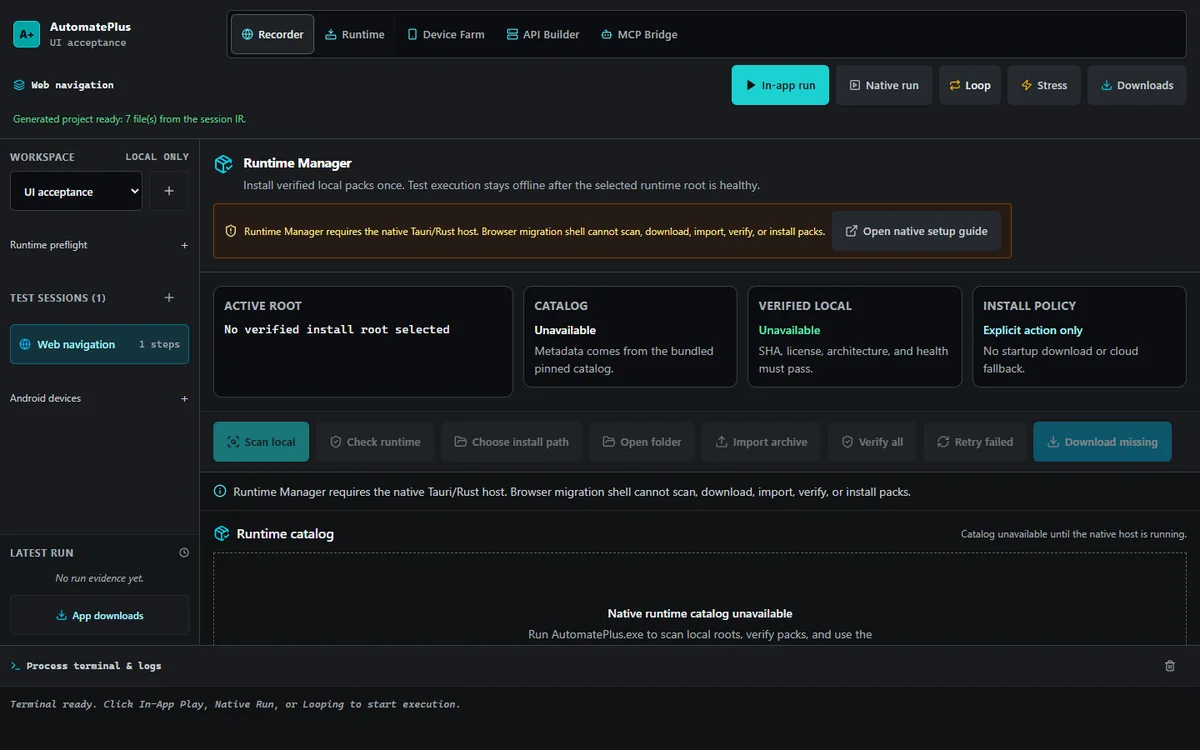 A+
AutomatePlus
UI acceptance
Recorder
Runtime
Device Farm
API Builder
MCP Bridge
Web navigation
In-app run
Native run
Loop
Stress
Downloads
Generated project ready: 7 file(s) from the session IR.
WORKSPACE
LOCAL ONLY
UI acceptance
+
Runtime preflight
+
TEST SESSIONS (1)
+
Web navigation
1 steps
Android devices
+
LATEST RUN
No run evidence yet.
App downloads
Runtime Manager
Install verified local packs once. Test execution stays offline after the selected runtime root is healthy.
Runtime Manager requires the native Tauri/Rust host. Browser migration shell cannot scan, download, import, verify, or install packs.
Open native setup guide
ACTIVE ROOT
No verified install root selected
CATALOG
Unavailable
Metadata comes from the bundled
pinned catalog.
VERIFIED LOCAL
Unavailable
SHA, license, architecture, and health
must pass.
INSTALL POLICY
Explicit action only
No startup download or cloud
fallback.
Scan local
Check runtime
Choose install path
Open folder
Import archive
Verify all
Retry failed
Download missing
Runtime Manager requires the native Tauri/Rust host. Browser migration shell cannot scan, download, import, verify, or install packs.
Runtime catalog
Catalog unavailable until the native host is running.
Native runtime catalog unavailable
Run AutomatePlus.exe to scan local roots, verify packs, and use the
Process terminal & logs
Terminal ready. Click In-App Play, Native Run, or Looping to start execution.